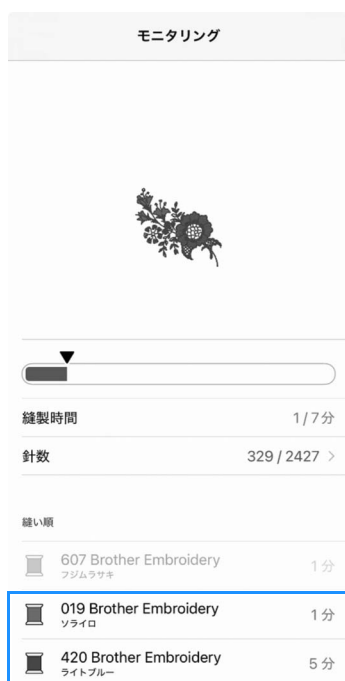 モニタリング
縫製時間 1/7分
針数 329 / 2427 >
縫い順
607 Brother Embroidery 1分
フジムラサキ
019 Brother Embroidery 1分
ソライロ
420 Brother Embroidery 5分
ライトブルー